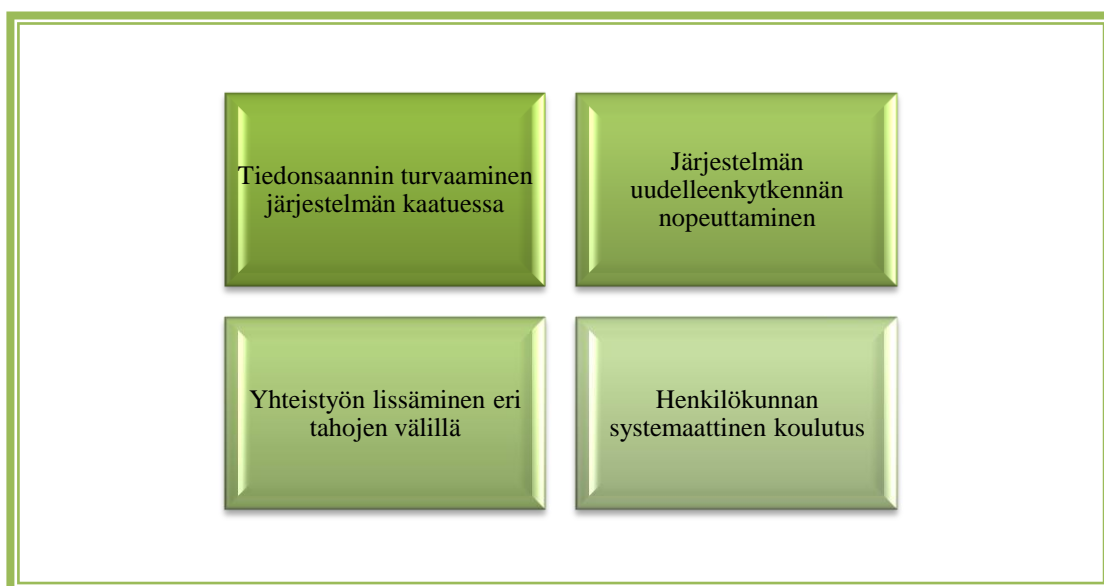 Tiedonsaannin turvaaminen
järjestelmän kaatuessa
Järjestelmän
uudelleenkytkennän
nopeuttaminen
Yhteistyön lissäminen eri
tahojen välillä
Henkilökunnan
systemaattinen koulutus